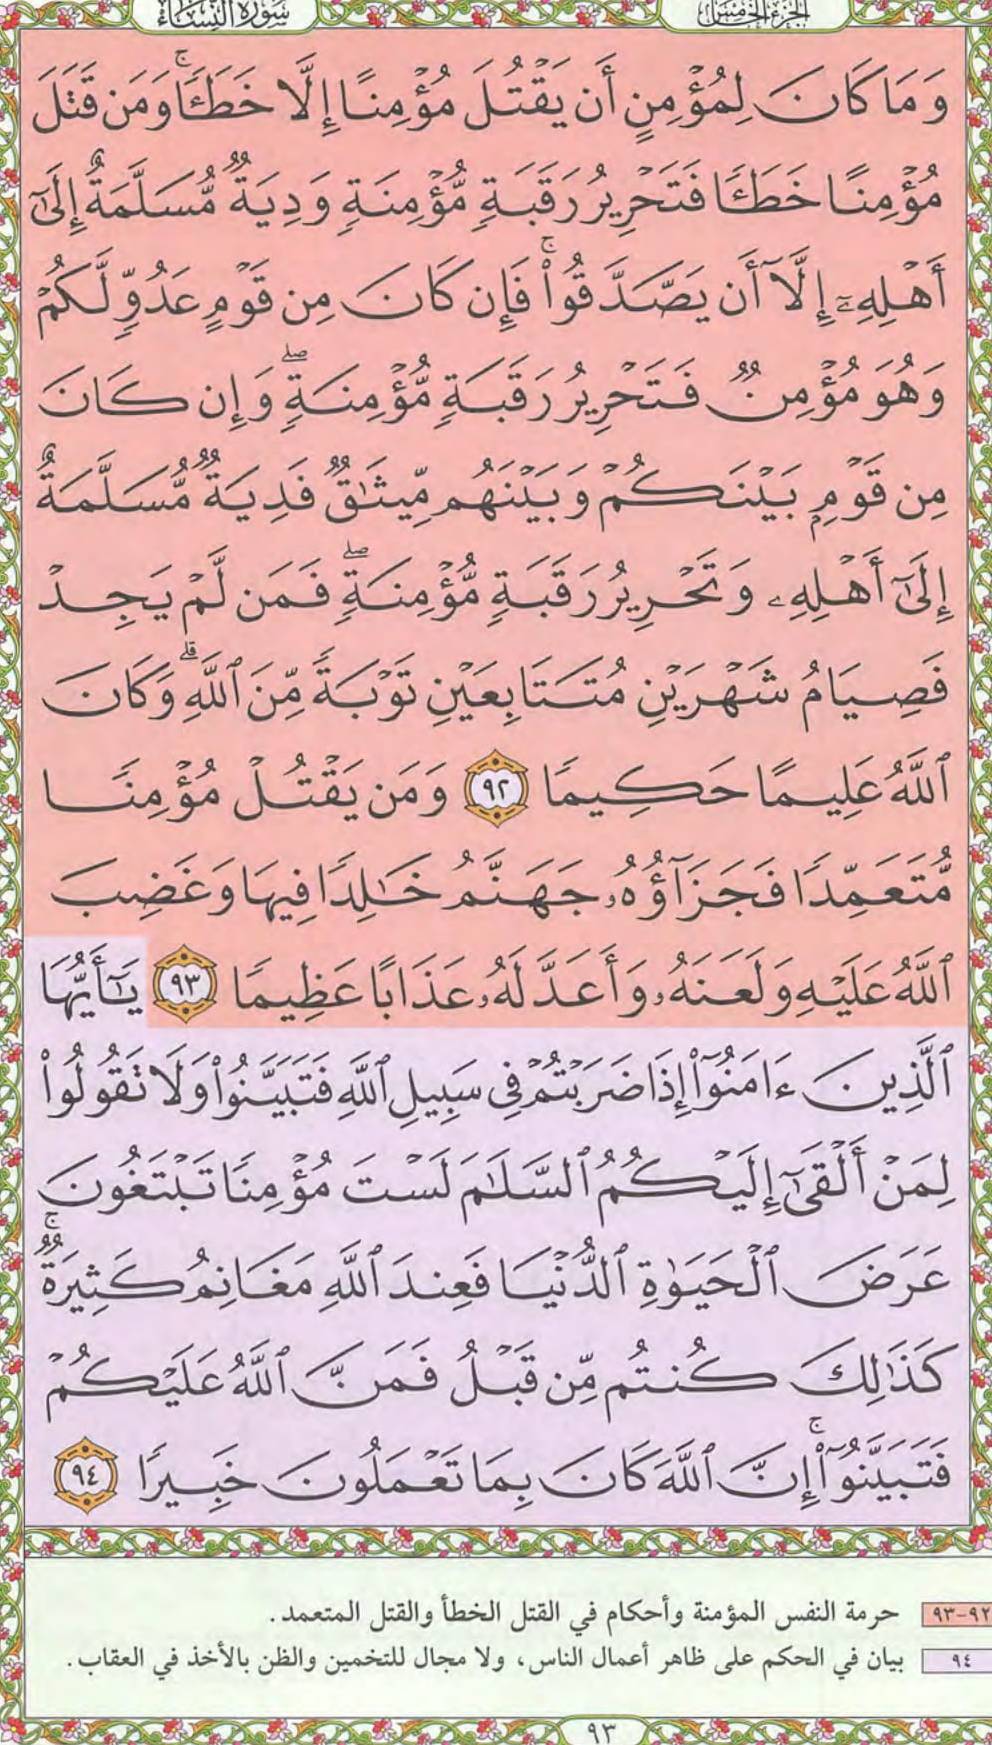 الجزء الخامس
سورة النساء
وَمَا كَانَ لِمُؤْمِنٍ أَن يَقْتُلَ مُؤْمِنًا إِلَّا خَطَـًٔا ۚ وَمَن قَتَلَ
مُؤْمِنًا خَطَـًٔا فَتَحْرِيرُ رَقَبَةٍ مُّؤْمِنَةٍ وَدِيَةٌ مُّسَلَّمَةٌ إِلَىٰٓ
أَهْلِهِۦٓ إِلَّآ أَن يَصَّدَّقُوا۟ ۚ فَإِن كَانَ مِن قَوْمٍ عَدُوٍّ لَّكُمْ
وَهُوَ مُؤْمِنٌ فَتَحْرِيرُ رَقَبَةٍ مُّؤْمِنَةٍ ۖ وَإِن كَانَ
مِن قَوْمٍۭ بَيْنَكُمْ وَبَيْنَهُم مِّيثَـٰقٌ فَدِيَةٌ مُّسَلَّمَةٌ
إِلَىٰٓ أَهْلِهِۦ وَتَحْرِيرُ رَقَبَةٍ مُّؤْمِنَةٍ ۖ فَمَن لَّمْ يَجِدْ
فَصِيَامُ شَهْرَيْنِ مُتَتَابِعَيْنِ تَوْبَةً مِّنَ ٱللَّهِ ۗ وَكَانَ
ٱللَّهُ عَلِيمًا حَكِيمًا ٩٢ وَمَن يَقْتُلْ مُؤْمِنًا
مُّتَعَمِّدًا فَجَزَآؤُهُۥ جَهَنَّمُ خَـٰلِدًا فِيهَا وَغَضِبَ
ٱللَّهُ عَلَيْهِ وَلَعَنَهُۥ وَأَعَدَّ لَهُۥ عَذَابًا عَظِيمًا ٩٣ يَـٰٓأَيُّهَا
ٱلَّذِينَ ءَامَنُوٓا۟ إِذَا ضَرَبْتُمْ فِى سَبِيلِ ٱللَّهِ فَتَبَيَّنُوا۟ وَلَا تَقُولُوا۟
لِمَنْ أَلْقَىٰٓ إِلَيْكُمُ ٱلسَّلَـٰمَ لَسْتَ مُؤْمِنًا تَبْتَغُونَ
عَرَضَ ٱلْحَيَوٰةِ ٱلدُّنْيَا فَعِندَ ٱللَّهِ مَغَانِمُ كَثِيرَةٌ ۚ
كَذَٰلِكَ كُنتُم مِّن قَبْلُ فَمَنَّ ٱللَّهُ عَلَيْكُمْ
فَتَبَيَّنُوٓا۟ ۚ إِنَّ ٱللَّهَ كَانَ بِمَا تَعْمَلُونَ خَبِيرًا ٩٤
٩٢-٩٣ حرمة النفس المؤمنة وأحكام في القتل الخطأ والقتل المتعمد.
٩٤ بيان في الحكم على ظاهر أعمال الناس، ولا مجال للتخمين والظن بالأخذ في العقاب.
٩٣